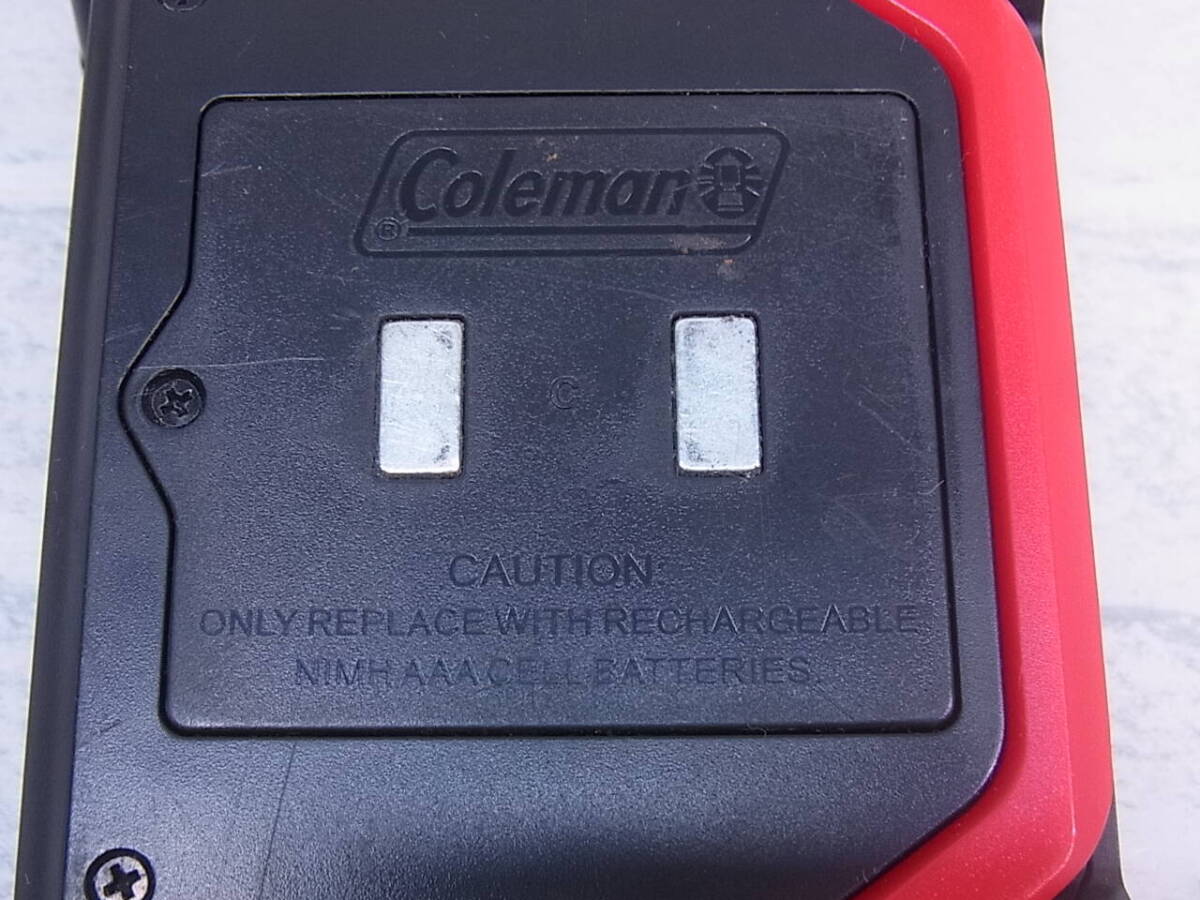 Coleman
®
C
CAUTION:
ONLY REPLACE WITH RECHARGEABLE
NIMH AAA CELL BATTERIES.